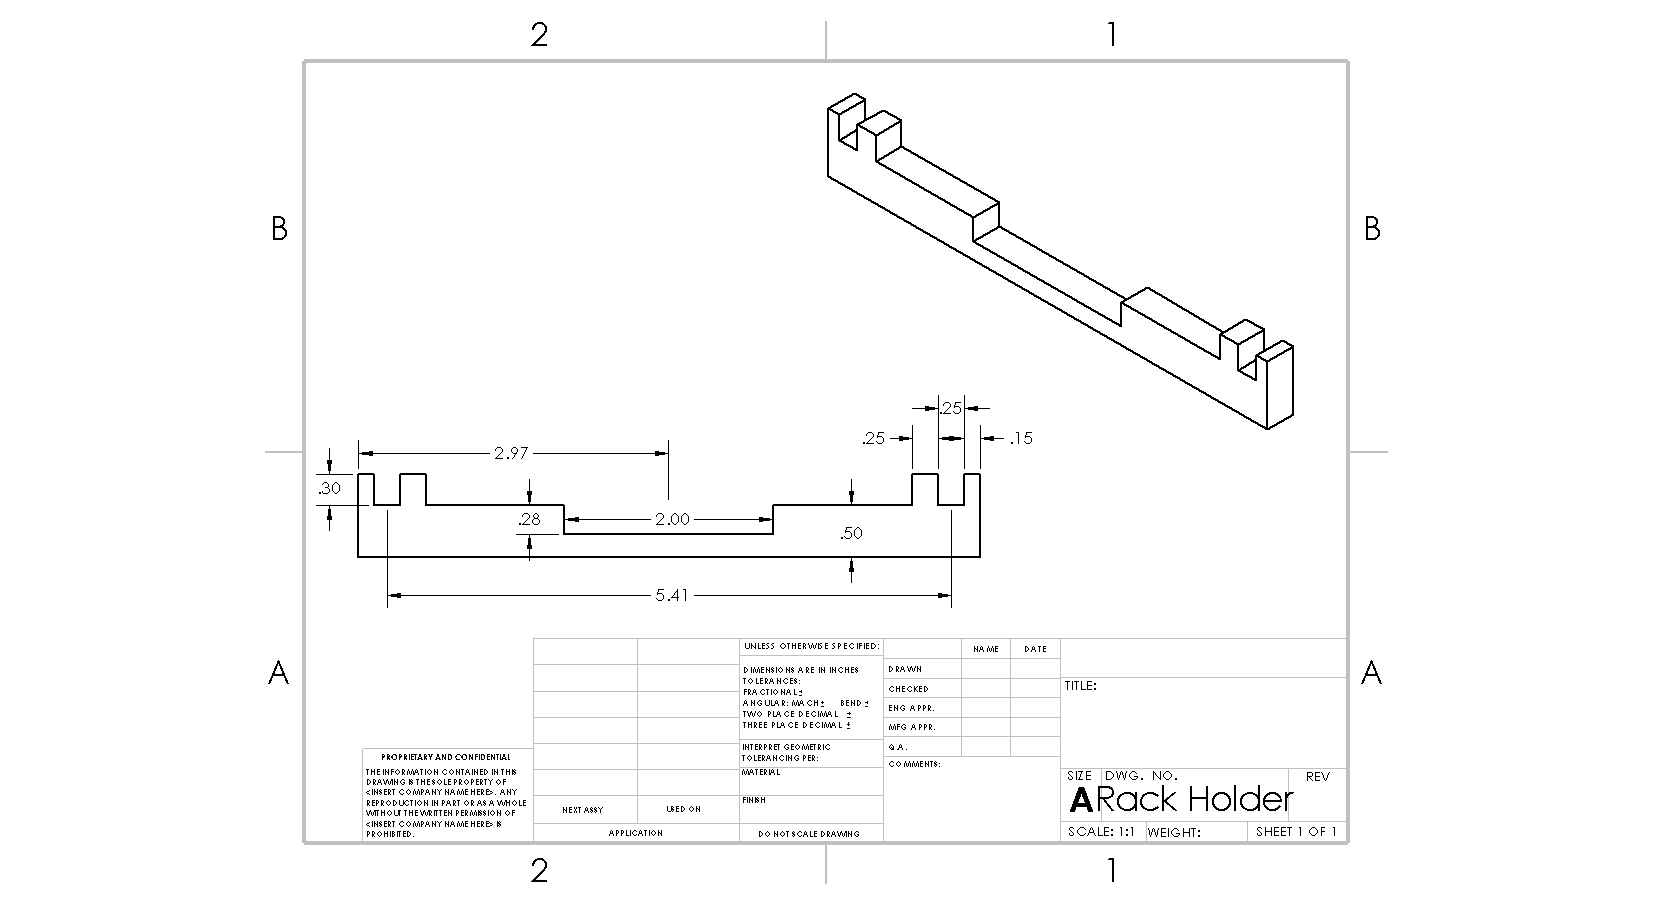 2
1
B
B
.25
.25
.15
2.97
.30
.28
2.00
.50
5.41
A
A
UNLESS OTHERWISE SPECIFIED:
NAME
DATE
DIMENSIONS ARE IN INCHES
TOLERANCES:
FRACTIONAL±
ANGULAR: MACH± BEND ±
TWO PLACE DECIMAL ±
THREE PLACE DECIMAL ±
DRAWN
CHECKED
ENG APPR.
MFG APPR.
Q.A.
COMMENTS:
TITLE:
INTERPRET GEOMETRIC
TOLERANCING PER:
MATERIAL
FINISH
PROPRIETARY AND CONFIDENTIAL
THE INFORMATION CONTAINED IN THIS
DRAWING IS THE SOLE PROPERTY OF
<INSERT COMPANY NAME HERE>. ANY
REPRODUCTION IN PART OR AS A WHOLE
WITHOUT THE WRITTEN PERMISSION OF
<INSERT COMPANY NAME HERE> IS
PROHIBITED.
NEXT ASSY
USED ON
APPLICATION
DO NOT SCALE DRAWING
SIZE
DWG. NO.
REV
A
Rack Holder
SCALE: 1:1
WEIGHT:
SHEET 1 OF 1
2
1